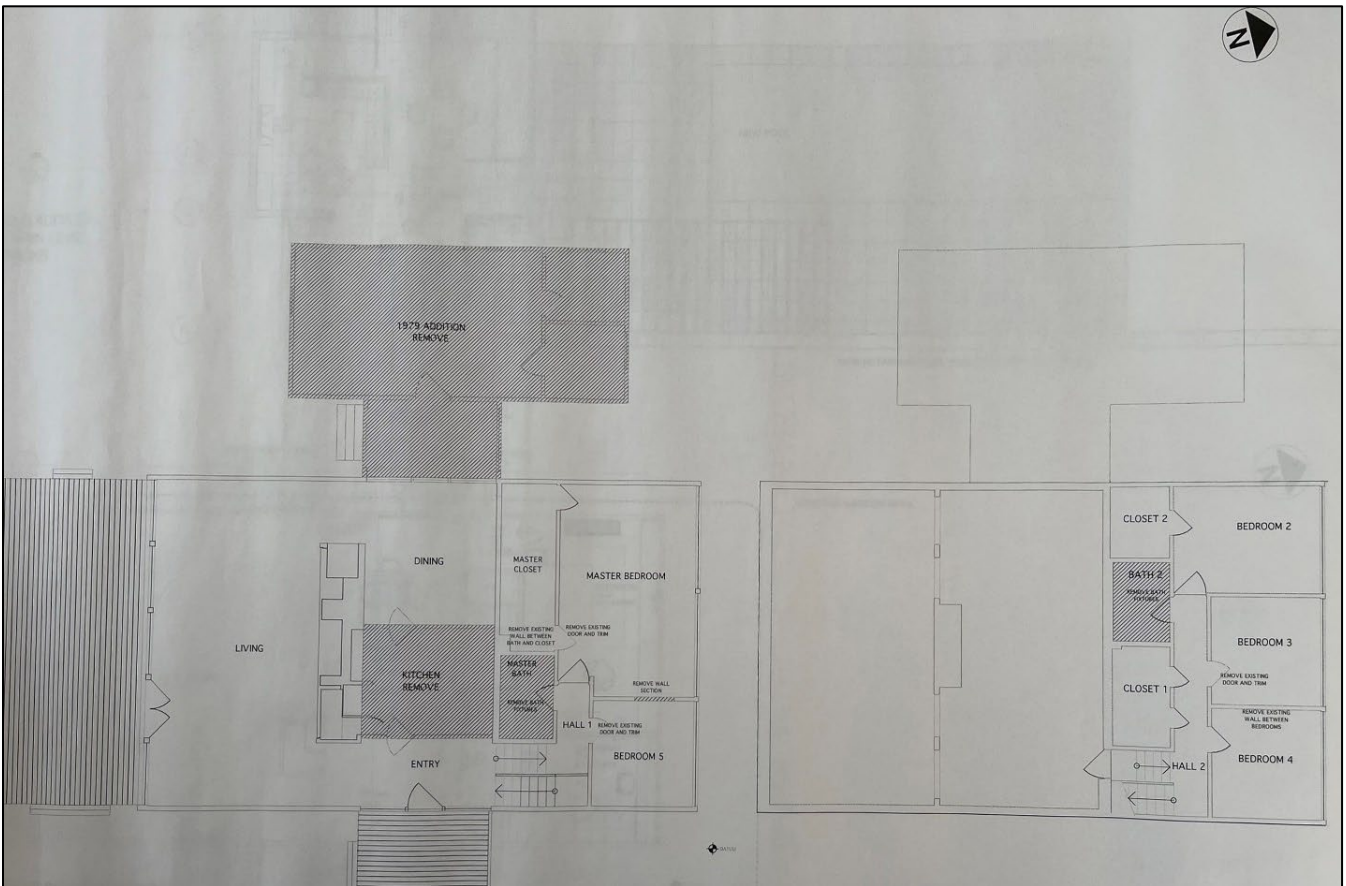 N
1979 ADDITION
REMOVE
DINING
MASTER
CLOSET
MASTER BEDROOM
LIVING
REMOVE EXISTING
WALL BETWEEN
BATH AND CLOSET
REMOVE EXISTING
DOOR AND TRIM
KITCHEN
REMOVE
MASTER
BATH
REMOVE BATH
FIXTURES
REMOVE WALL
SECTION
HALL 1
REMOVE EXISTING
DOOR AND TRIM
BEDROOM 5
ENTRY
CLOSET 2
BEDROOM 2
BATH 2
REMOVE BATH
FIXTURES
BEDROOM 3
REMOVE EXISTING
DOOR AND TRIM
CLOSET 1
REMOVE EXISTING
WALL BETWEEN
BEDROOMS
HALL 2
BEDROOM 4